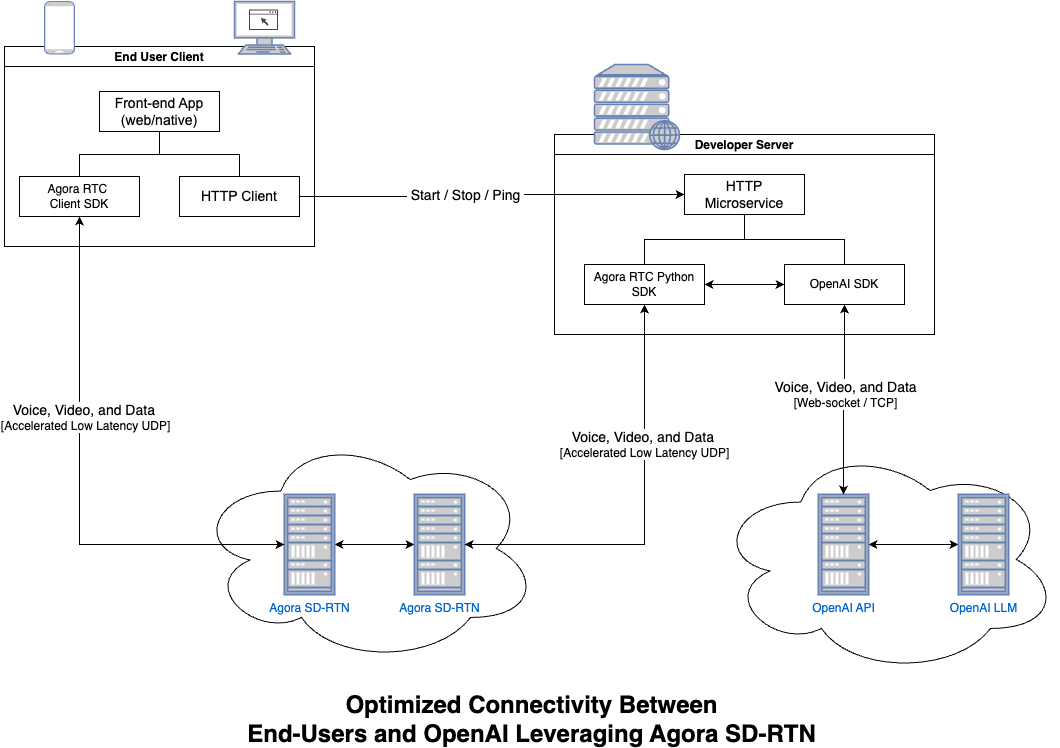 End User Client
Front-end App
(web/native)
Agora RTC
Client SDK
HTTP Client
Start / Stop / Ping
Developer Server
HTTP
Microservice
Agora RTC Python
SDK
OpenAI SDK
Voice, Video, and Data
[Accelerated Low Latency UDP]
Voice, Video, and Data
[Accelerated Low Latency UDP]
Voice, Video, and Data
[Web-socket / TCP]
Agora SD-RTN
Agora SD-RTN
OpenAI API
OpenAI LLM
Optimized Connectivity Between
End-Users and OpenAI Leveraging Agora SD-RTN